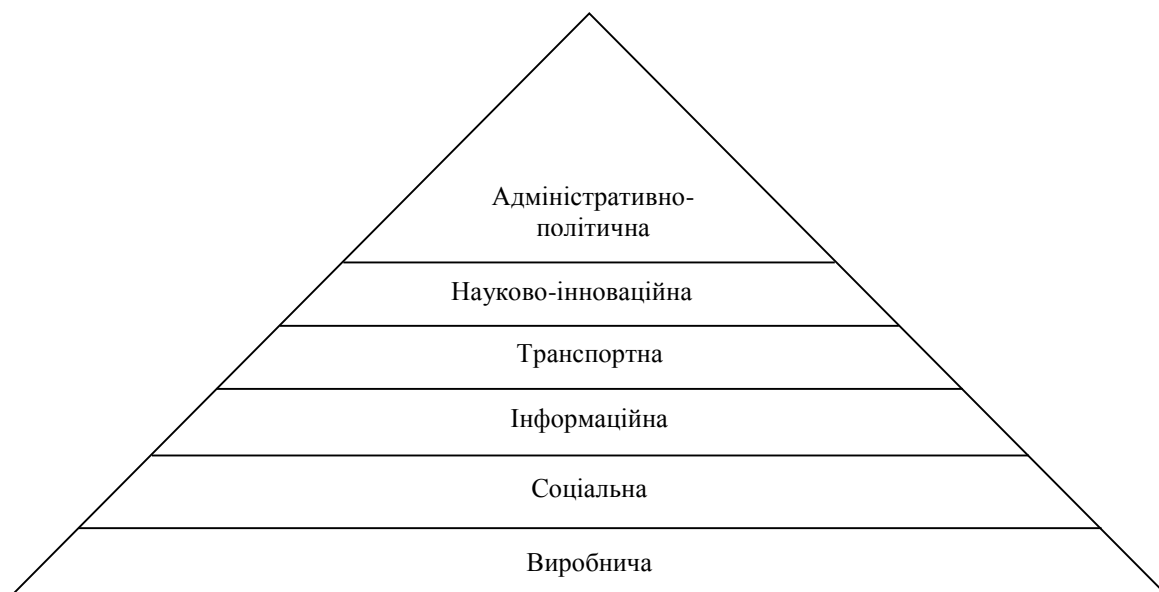 Адміністративно-
політична
Науково-інноваційна
Транспортна
Інформаційна
Соціальна
Виробнича